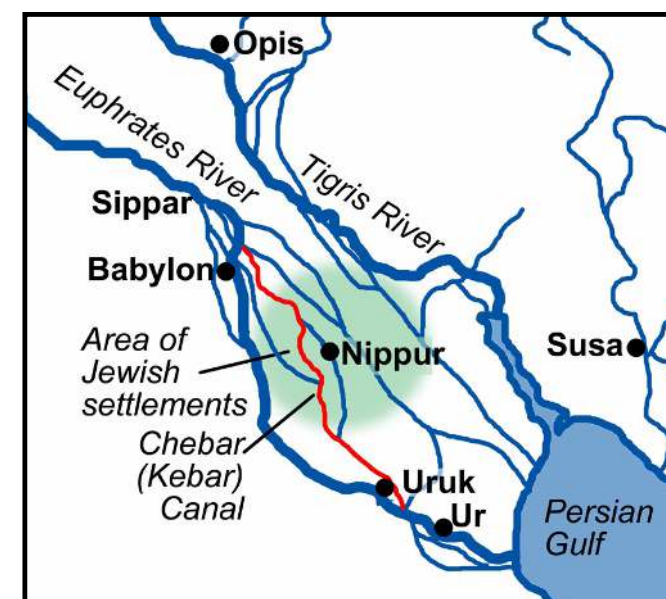 Opis
Euphrates River
Tigris River
Sippar
Babylon
Area of
Jewish
settlements
Nippur
Susa
Chebar
(Kebar)
Canal
Uruk
Ur
Persian
Gulf